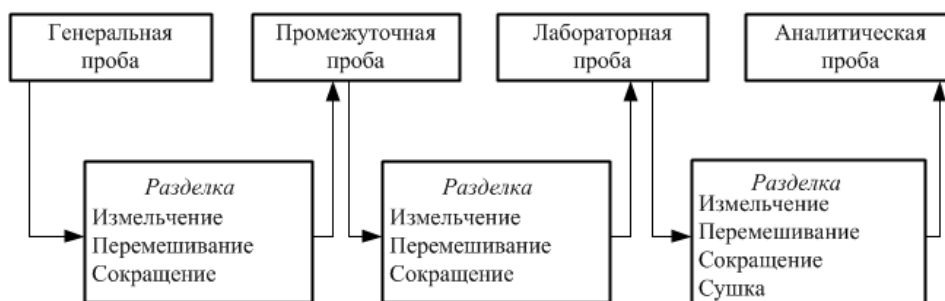 Генеральная
проба
Промежуточная
проба
Лабораторная
проба
Аналитическая
проба
Разделка
Измельчение
Перемешивание
Сокращение
Разделка
Измельчение
Перемешивание
Сокращение
Разделка
Измельчение
Перемешивание
Сокращение
Сушка